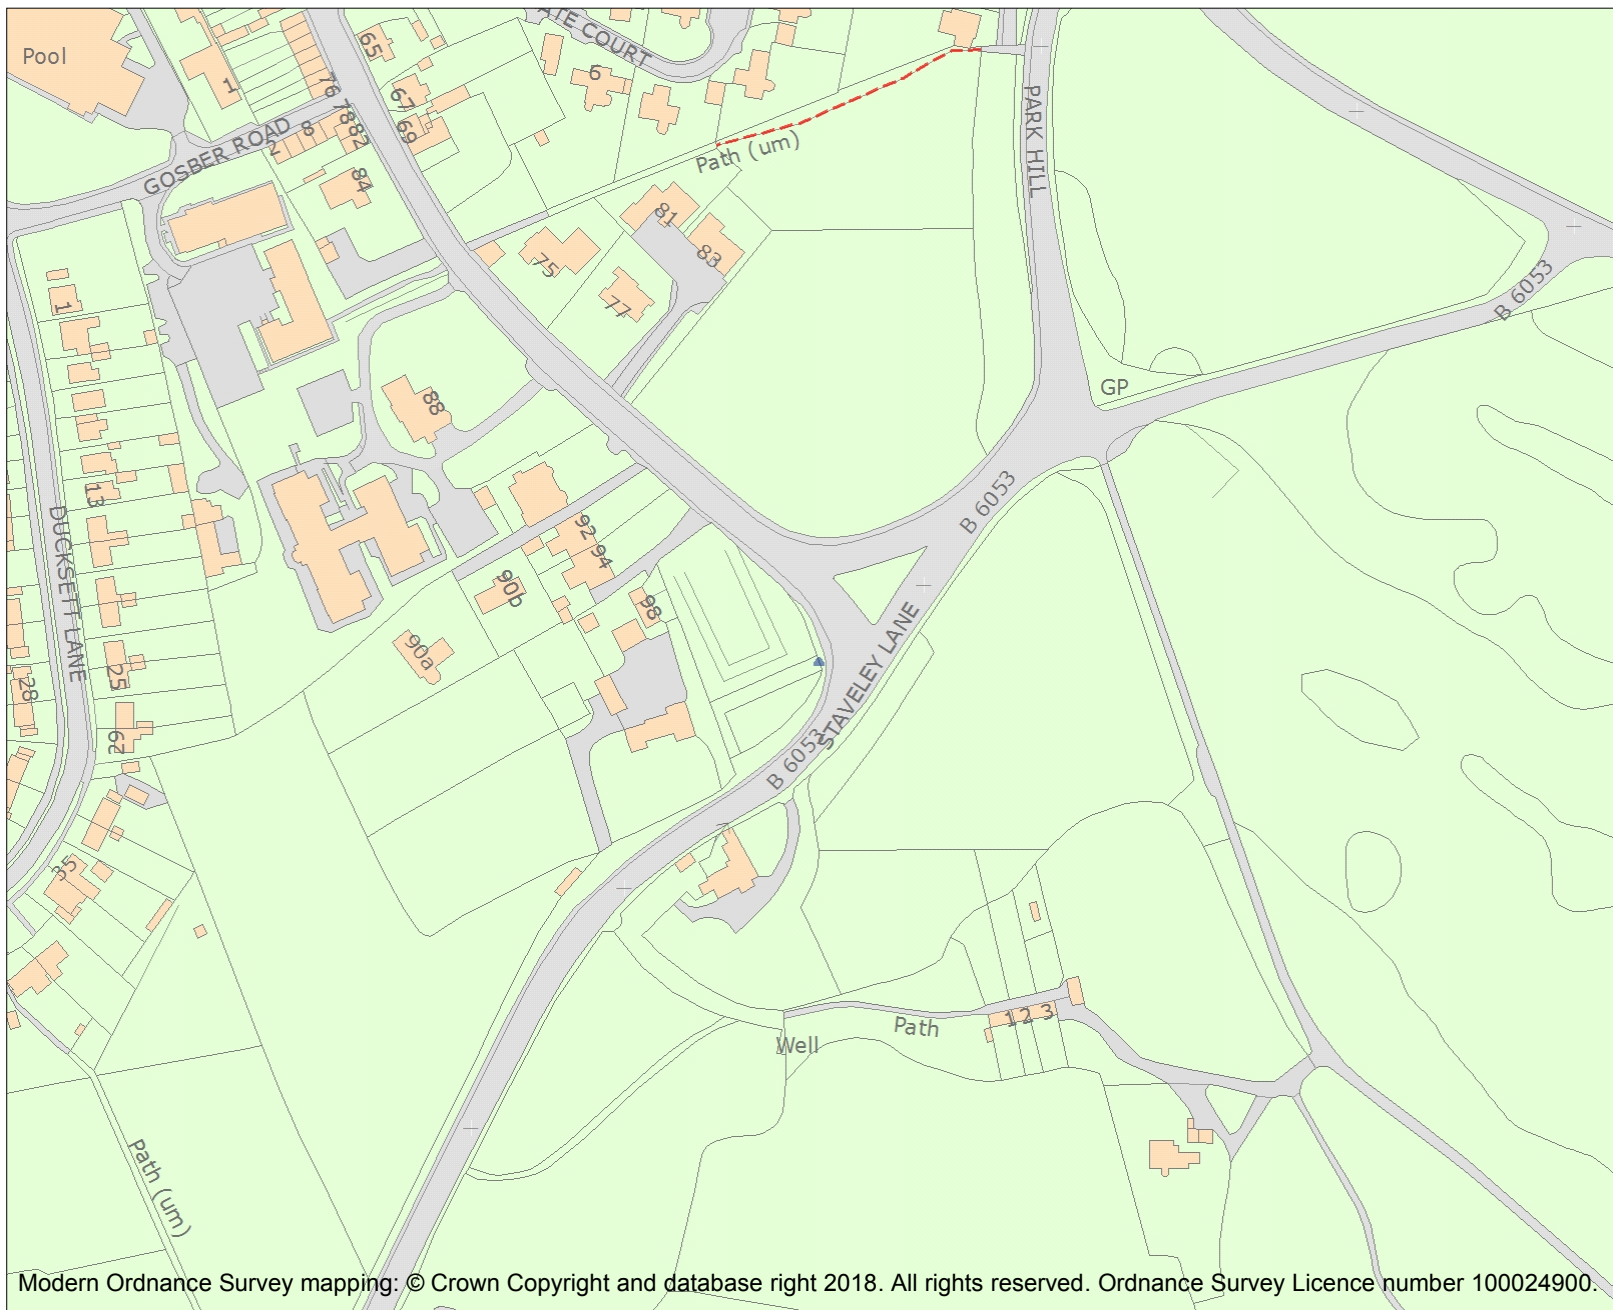 ATE COURT
Pool
65
6
1
67
76
78
82
69
PARK HILL
8
2
GOSBER ROAD
Path (um)
84
81
83
75
77
1
B 6053
GP
88
13
B 6053
92
94
DUCKSETT LANE
90b
98
90a
STAVELEY LANE
25
28
29
B 6053
35
1 2 3
Path
Well
Path (um)
Modern Ordnance Survey mapping: © Crown Copyright and database right 2018. All rights reserved. Ordnance Survey Licence number 100024900.